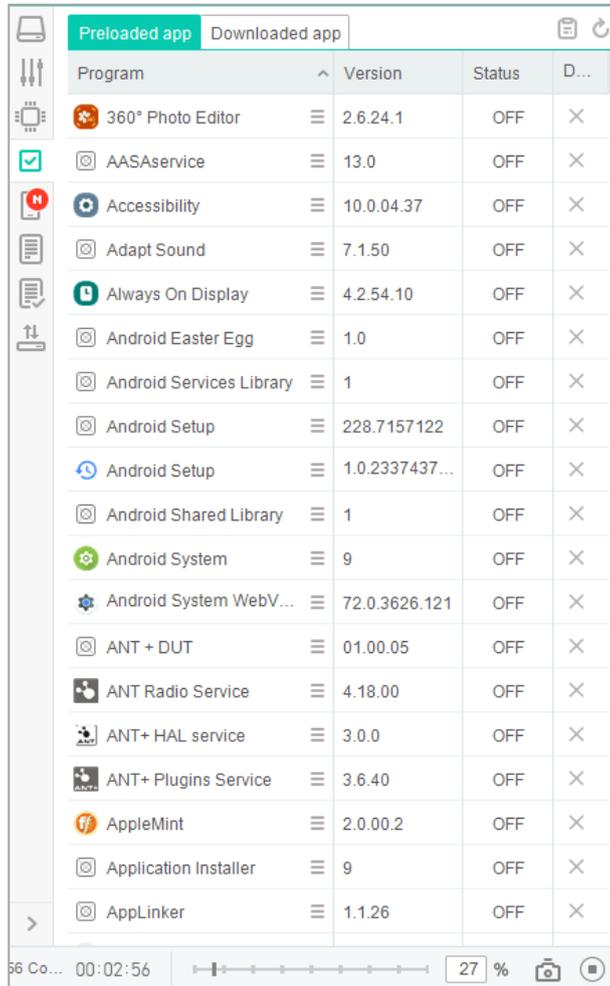 Preloaded app Downloaded app
Program Version Status D...
360° Photo Editor 2.6.24.1 OFF
AASAservice 13.0 OFF
N
Accessibility 10.0.04.37 OFF
Adapt Sound 7.1.50 OFF
Always On Display 4.2.54.10 OFF
Android Easter Egg 1.0 OFF
Android Services Library 1 OFF
Android Setup 228.7157122 OFF
Android Setup 1.0.2337437... OFF
Android Shared Library 1 OFF
Android System 9 OFF
Android System WebV... 72.0.3626.121 OFF
ANT + DUT 01.00.05 OFF
ANT Radio Service 4.18.00 OFF
ANT+ HAL service 3.0.0 OFF
ANT+ Plugins Service 3.6.40 OFF
AppleMint 2.0.00.2 OFF
Application Installer 9 OFF
AppLinker 1.1.26 OFF
56 Co... 00:02:56 27 %